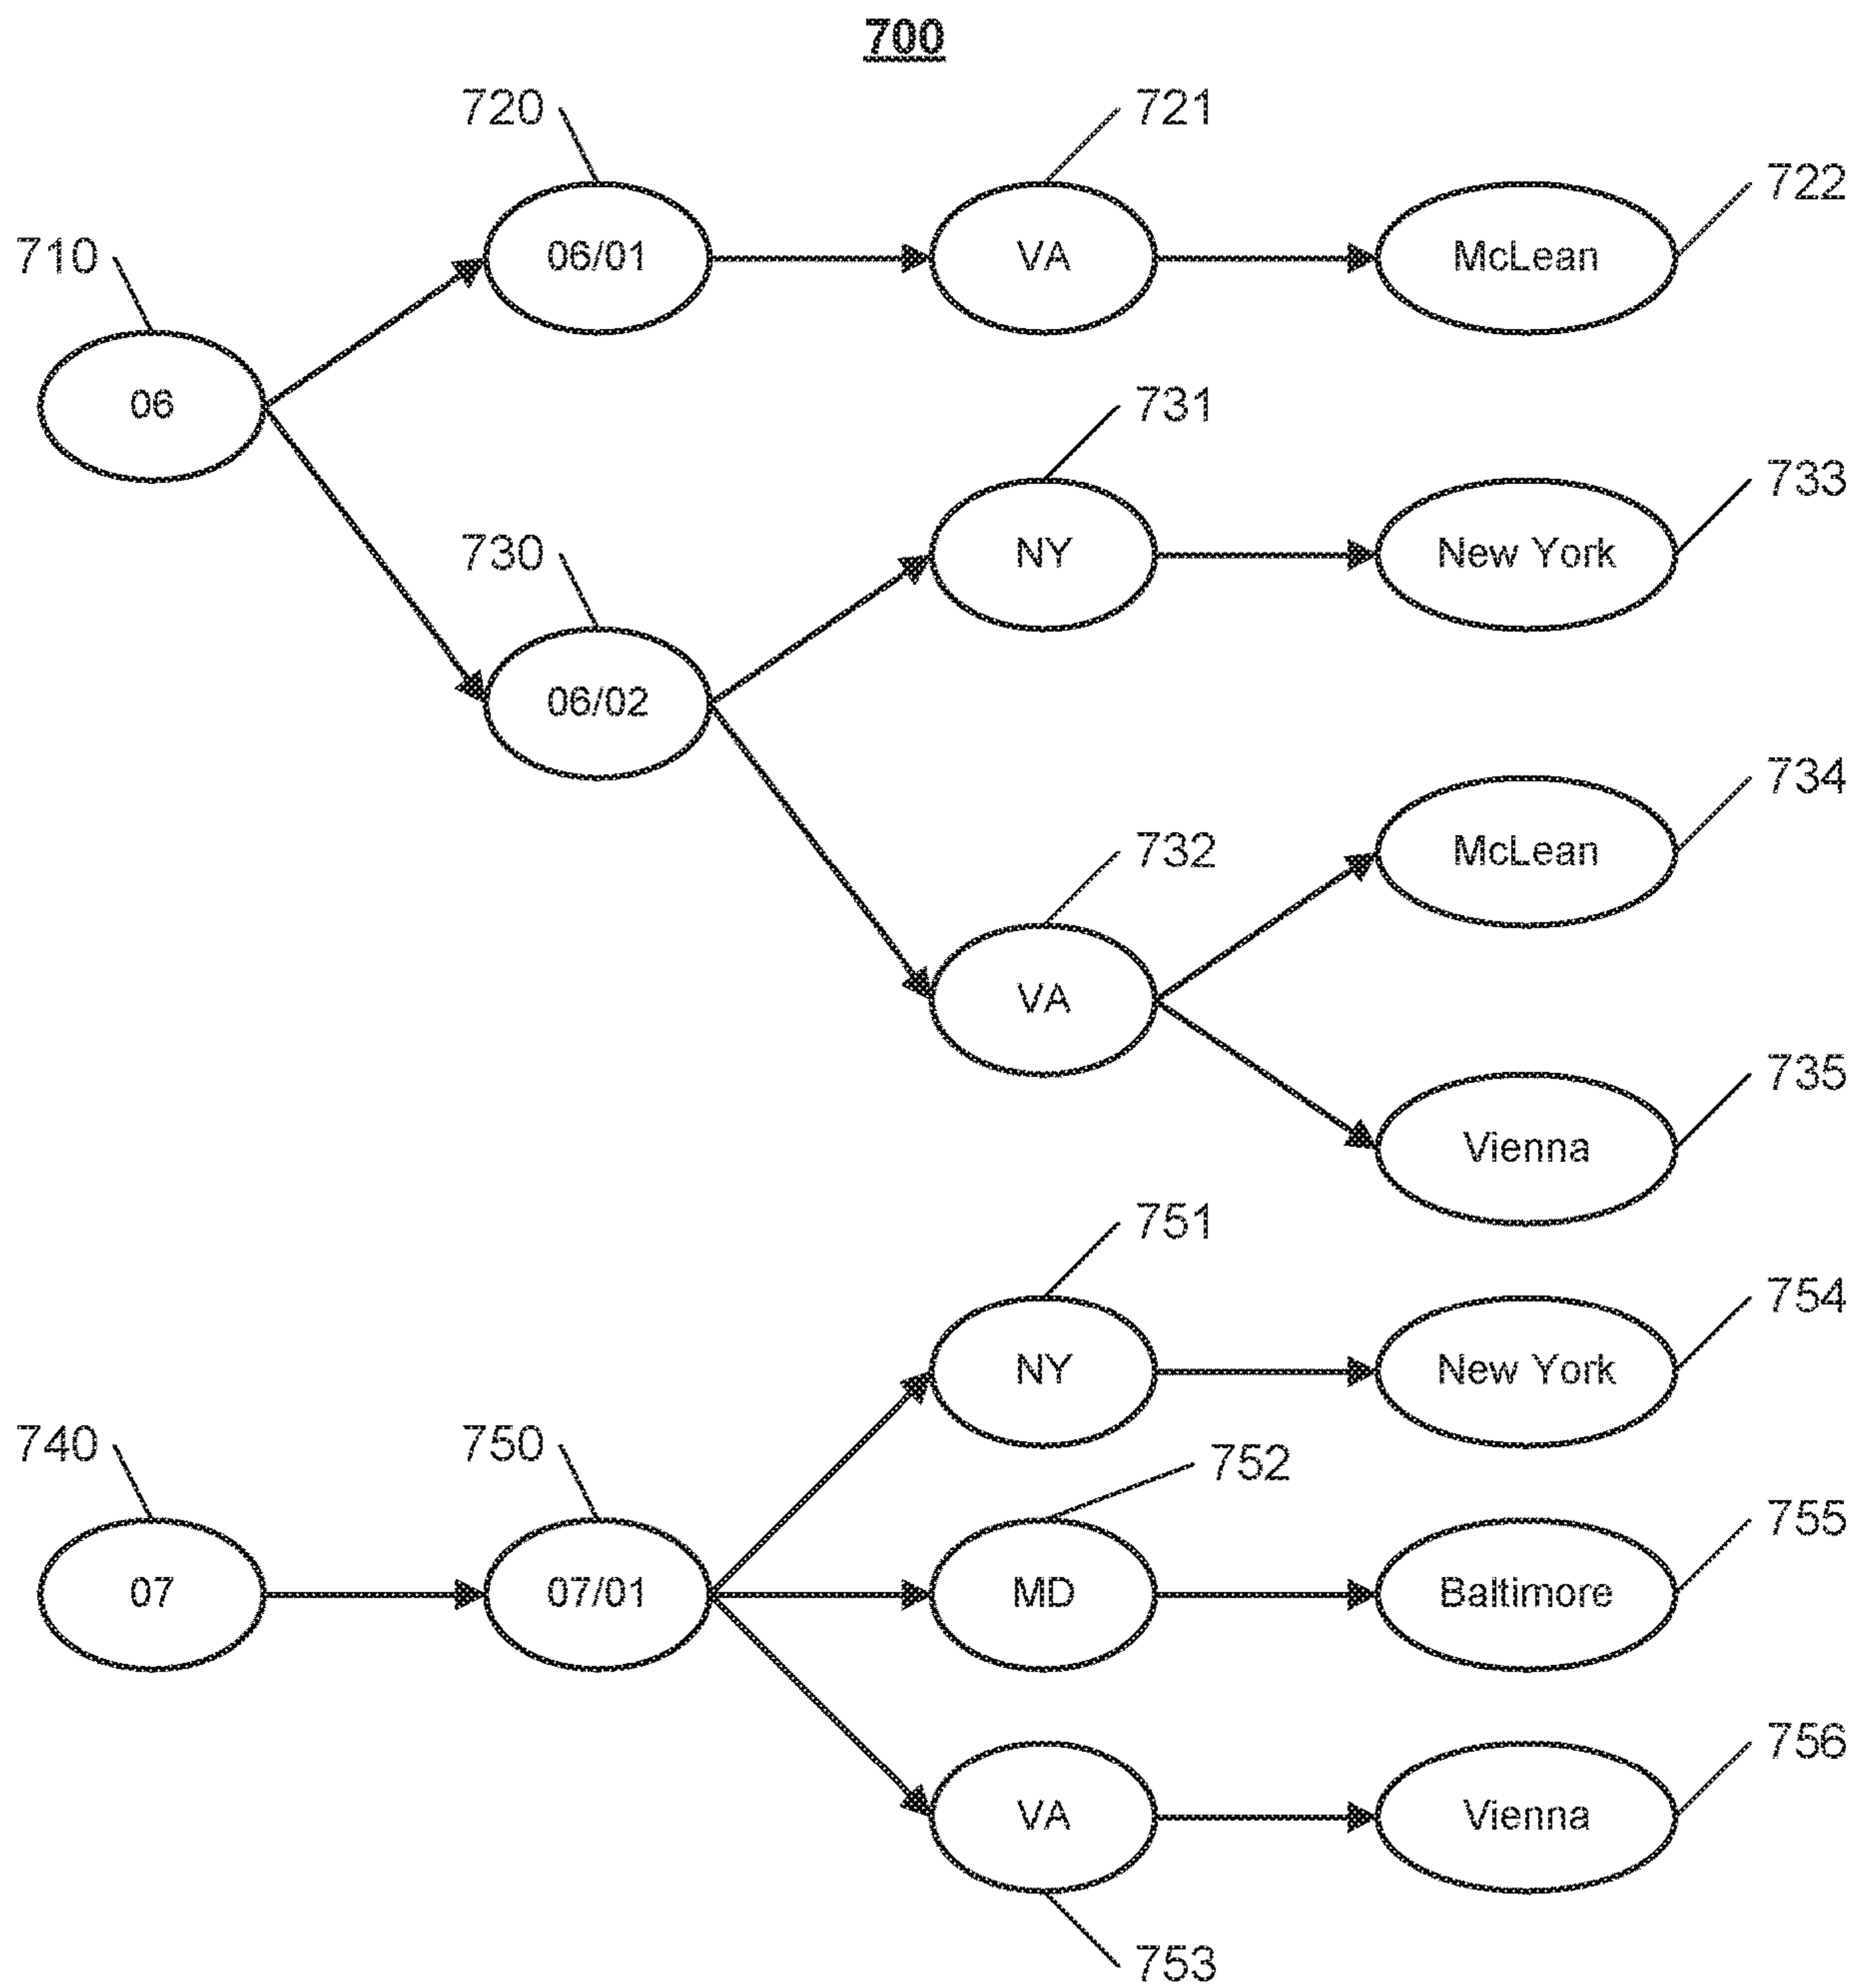 700
720
721
722
710
06/01
VA
McLean
06
731
733
730
NY
New York
06/02
734
732
McLean
VA
735
Vienna
751
754
NY
New York
740
750
752
755
07
07/01
MD
Baltimore
756
VA
Vienna
753